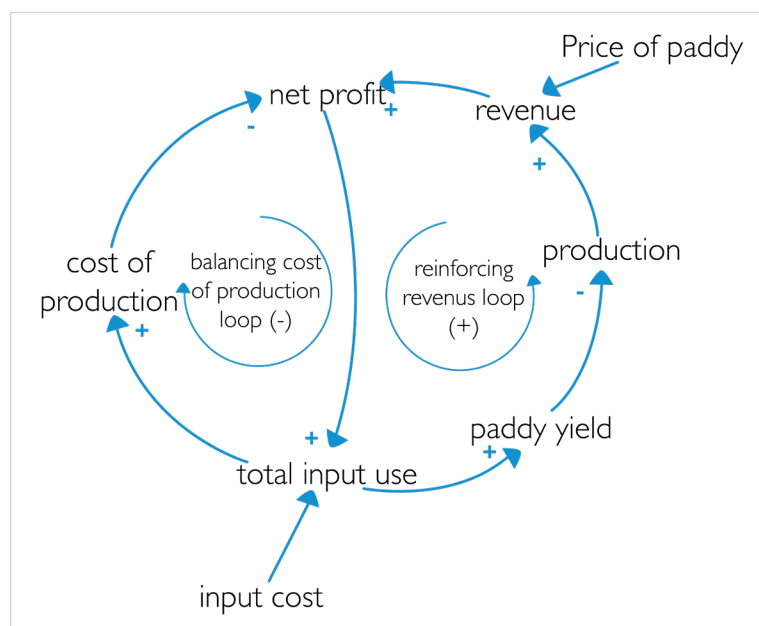 Price of paddy
net profit
+
revenue
-
+
cost of
production
+
balancing cost
of production
loop (-)
reinforcing
revenus loop
(+)
production
-
+
total input use
paddy yield
+
input cost